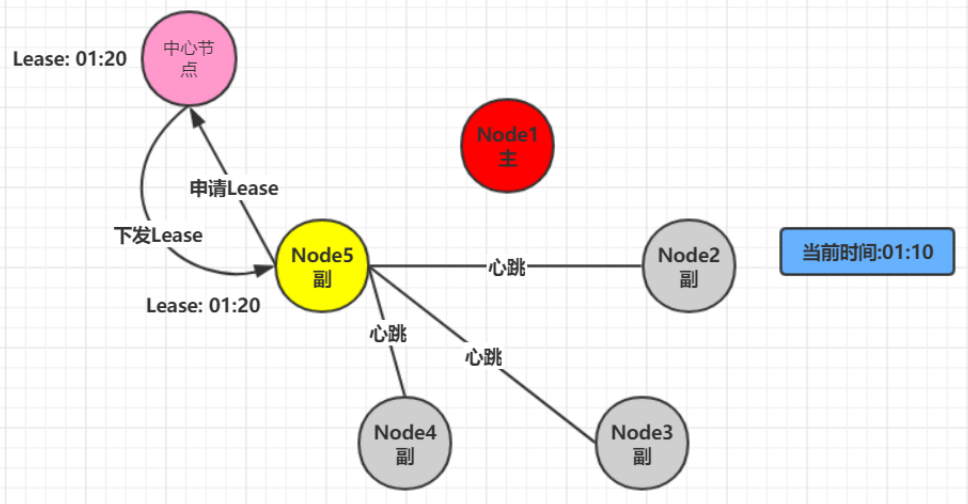 Lease: 01:20
中心节
点
Node1
主
申请Lease
下发Lease
Node5
副
心跳
Node2
副
当前时间:01:10
Lease: 01:20
心跳
心跳
Node4
副
Node3
副